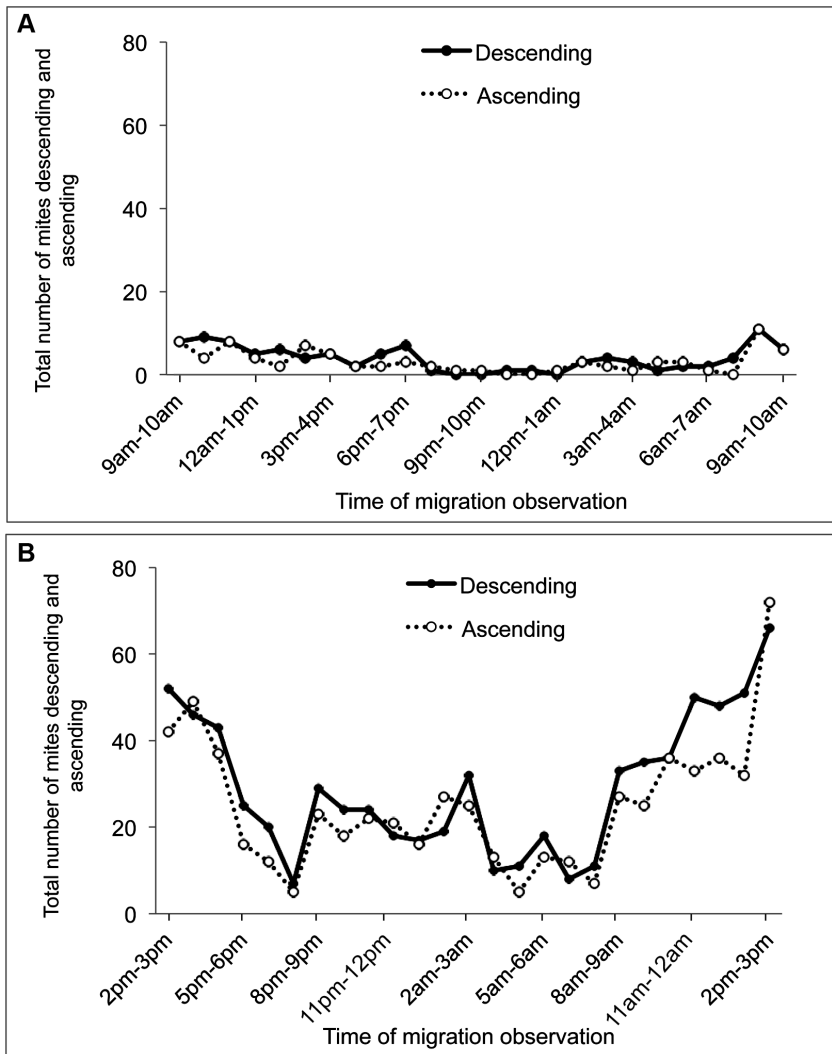 A
Total number of mites descending and
ascending
80
60
40
20
0
Descending
Ascending
9am-10am
12am-1pm
3pm-4pm
6pm-7pm
9pm-10pm
12pm-1am
3am-4am
6am-7am
9am-10am
Time of migration observation
B
Total number of mites descending and
ascending
80
60
40
20
0
Descending
Ascending
2pm-3pm
5pm-6pm
8pm-9pm
11pm-12pm
2am-3am
5am-6am
8am-9am
11am-12am
2pm-3pm
Time of migration observation